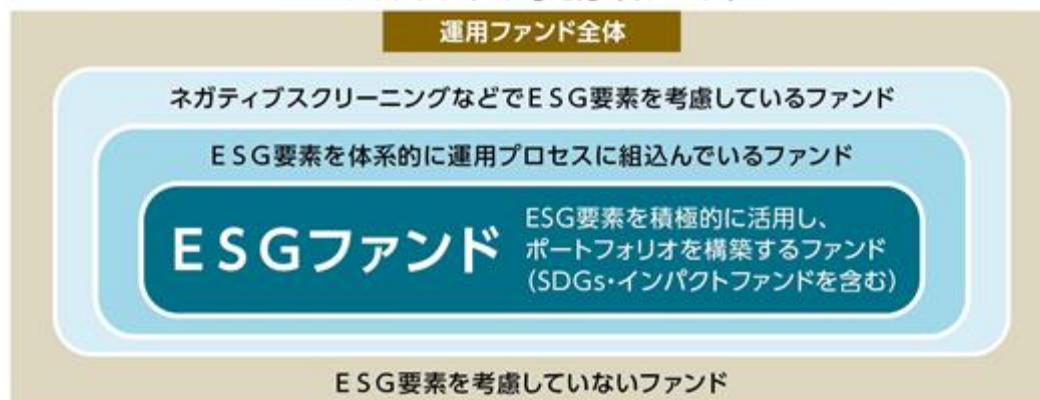 運用ファンド全体
ネガティブスクリーニングなどでESG要素を考慮しているファンド
ESG要素を体系的に運用プロセスに組込んでいるファンド
ESGファンド
ESG要素を積極的に活用し、
ポートフォリオを構築するファンド
(SDGs・インパクトファンドを含む)
ESG要素を考慮していないファンド